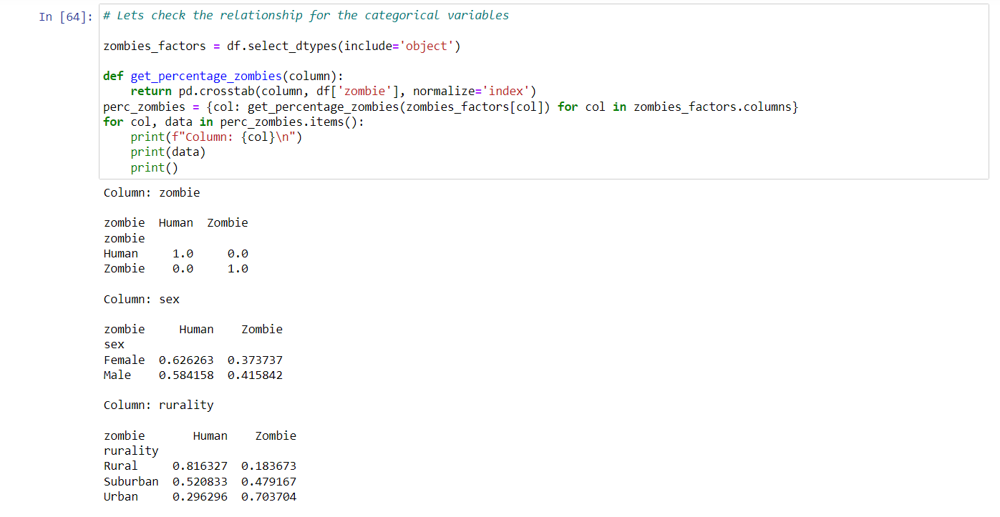 In [64]: # Lets check the relationship for the categorical variables
zombies_factors = df.select_dtypes(include='object')
def get_percentage_zombies(column):
    return pd.crosstab(column, df['zombie'], normalize='index')
perc_zombies = {col: get_percentage_zombies(zombies_factors[col]) for col in zombies_factors.columns}
for col, data in perc_zombies.items():
    print(f"Column: {col}\n")
    print(data)
    print()
Column: zombie
zombie  Human  Zombie
zombie
Human     1.0     0.0
Zombie    0.0     1.0
Column: sex
zombie     Human    Zombie
sex
Female  0.626263  0.373737
Male    0.584158  0.415842
Column: rurality
zombie       Human    Zombie
rurality
Rural     0.816327  0.183673
Suburban  0.520833  0.479167
Urban     0.296296  0.703704